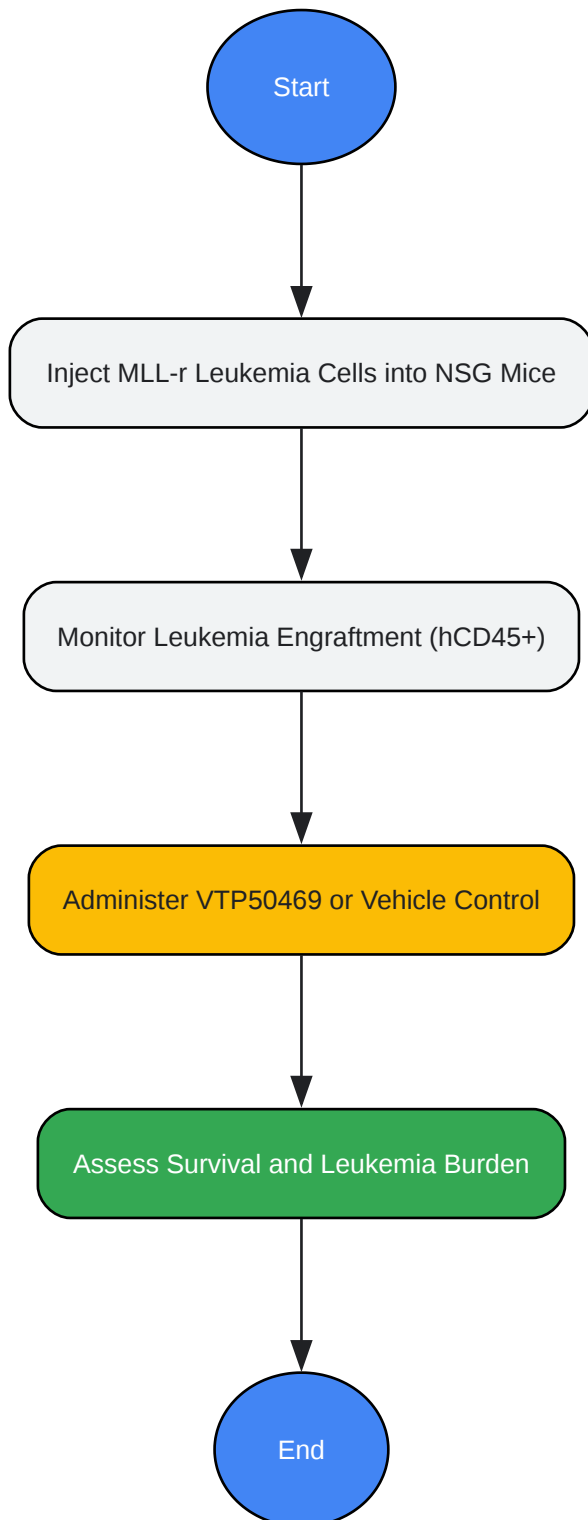 Start
Inject MLL-r Leukemia Cells into NSG Mice
Monitor Leukemia Engraftment (hCD45+)
Administer VTP50469 or Vehicle Control
Assess Survival and Leukemia Burden
End